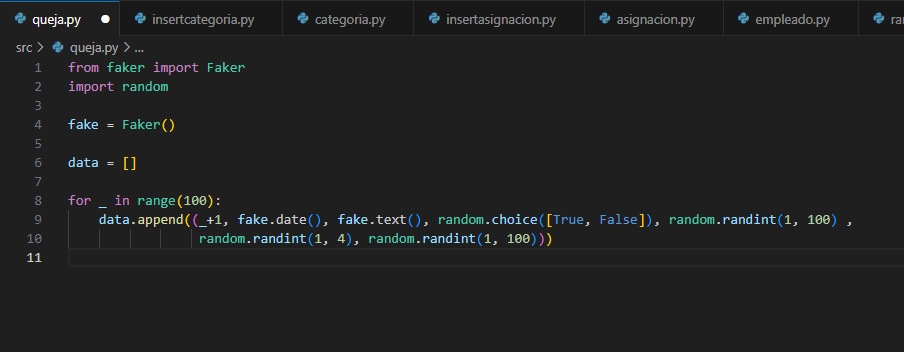 queja.py insertcategoria.py categoria.py insertasignacion.py asignacion.py empleado.py
src > queja.py > ...
1 from faker import Faker
2 import random
3
4 fake = Faker()
5
6 data = []
7
8 for _ in range(100):
9 data.append((_+1, fake.date(), fake.text(), random.choice([True, False]), random.randint(1, 100) ,
10 random.randint(1, 4), random.randint(1, 100)))
11